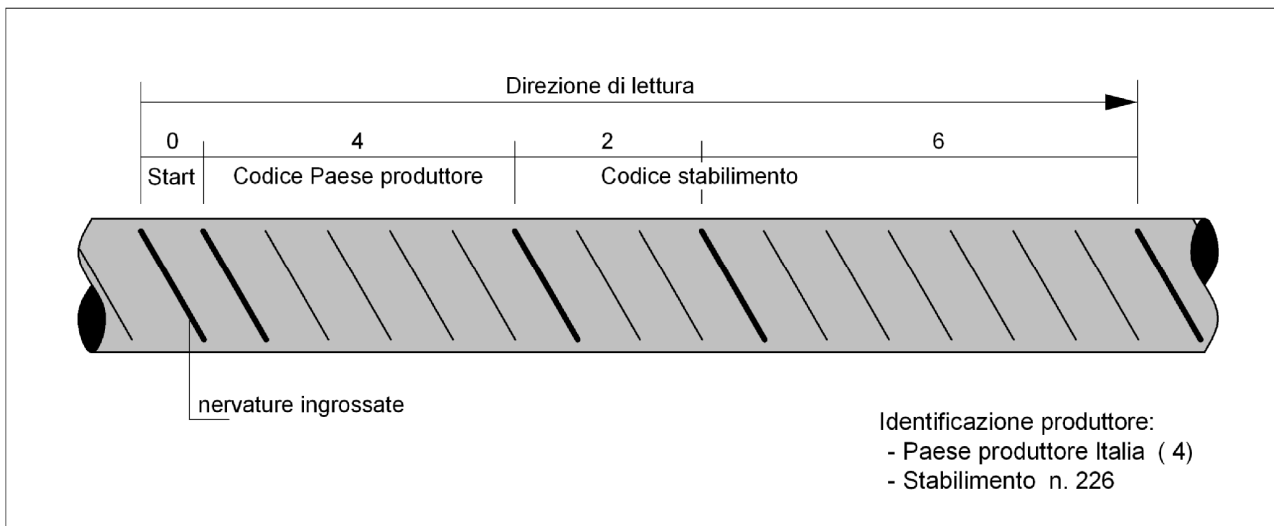 Direzione di lettura
0 4 2 6
Start Codice Paese produttore Codice stabilimento
nervature ingrossate
Identificazione produttore:
- Paese produttore Italia ( 4)
- Stabilimento n. 226